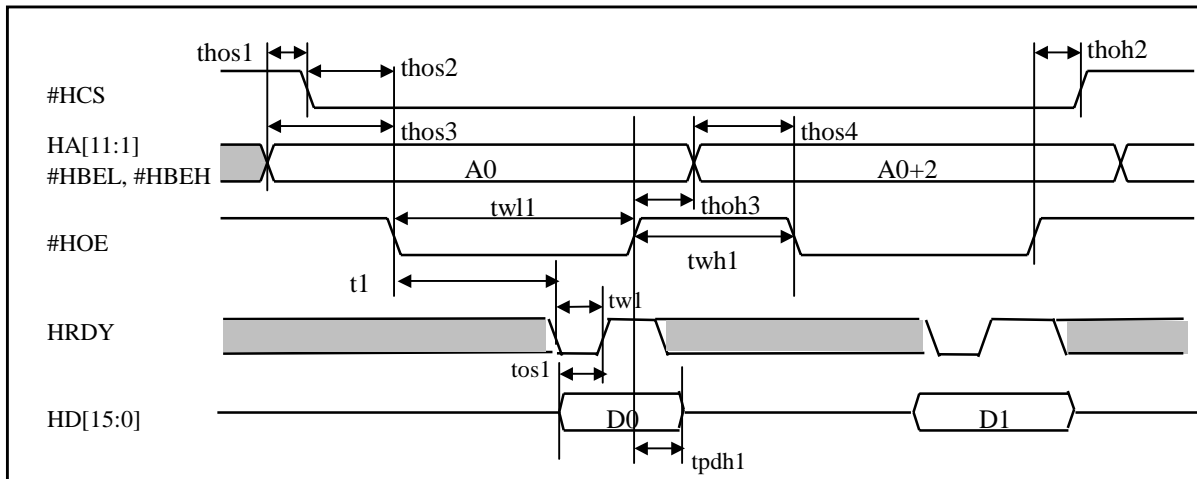 thos1
thos2
thoh2
#HCS
thos3
thos4
HA[11:1]
#HBEL, #HBEH
A0
A0+2
twl1
thoh3
#HOE
twh1
t1
tw1
HRDY
tos1
HD[15:0]
D0
D1
tpdh1